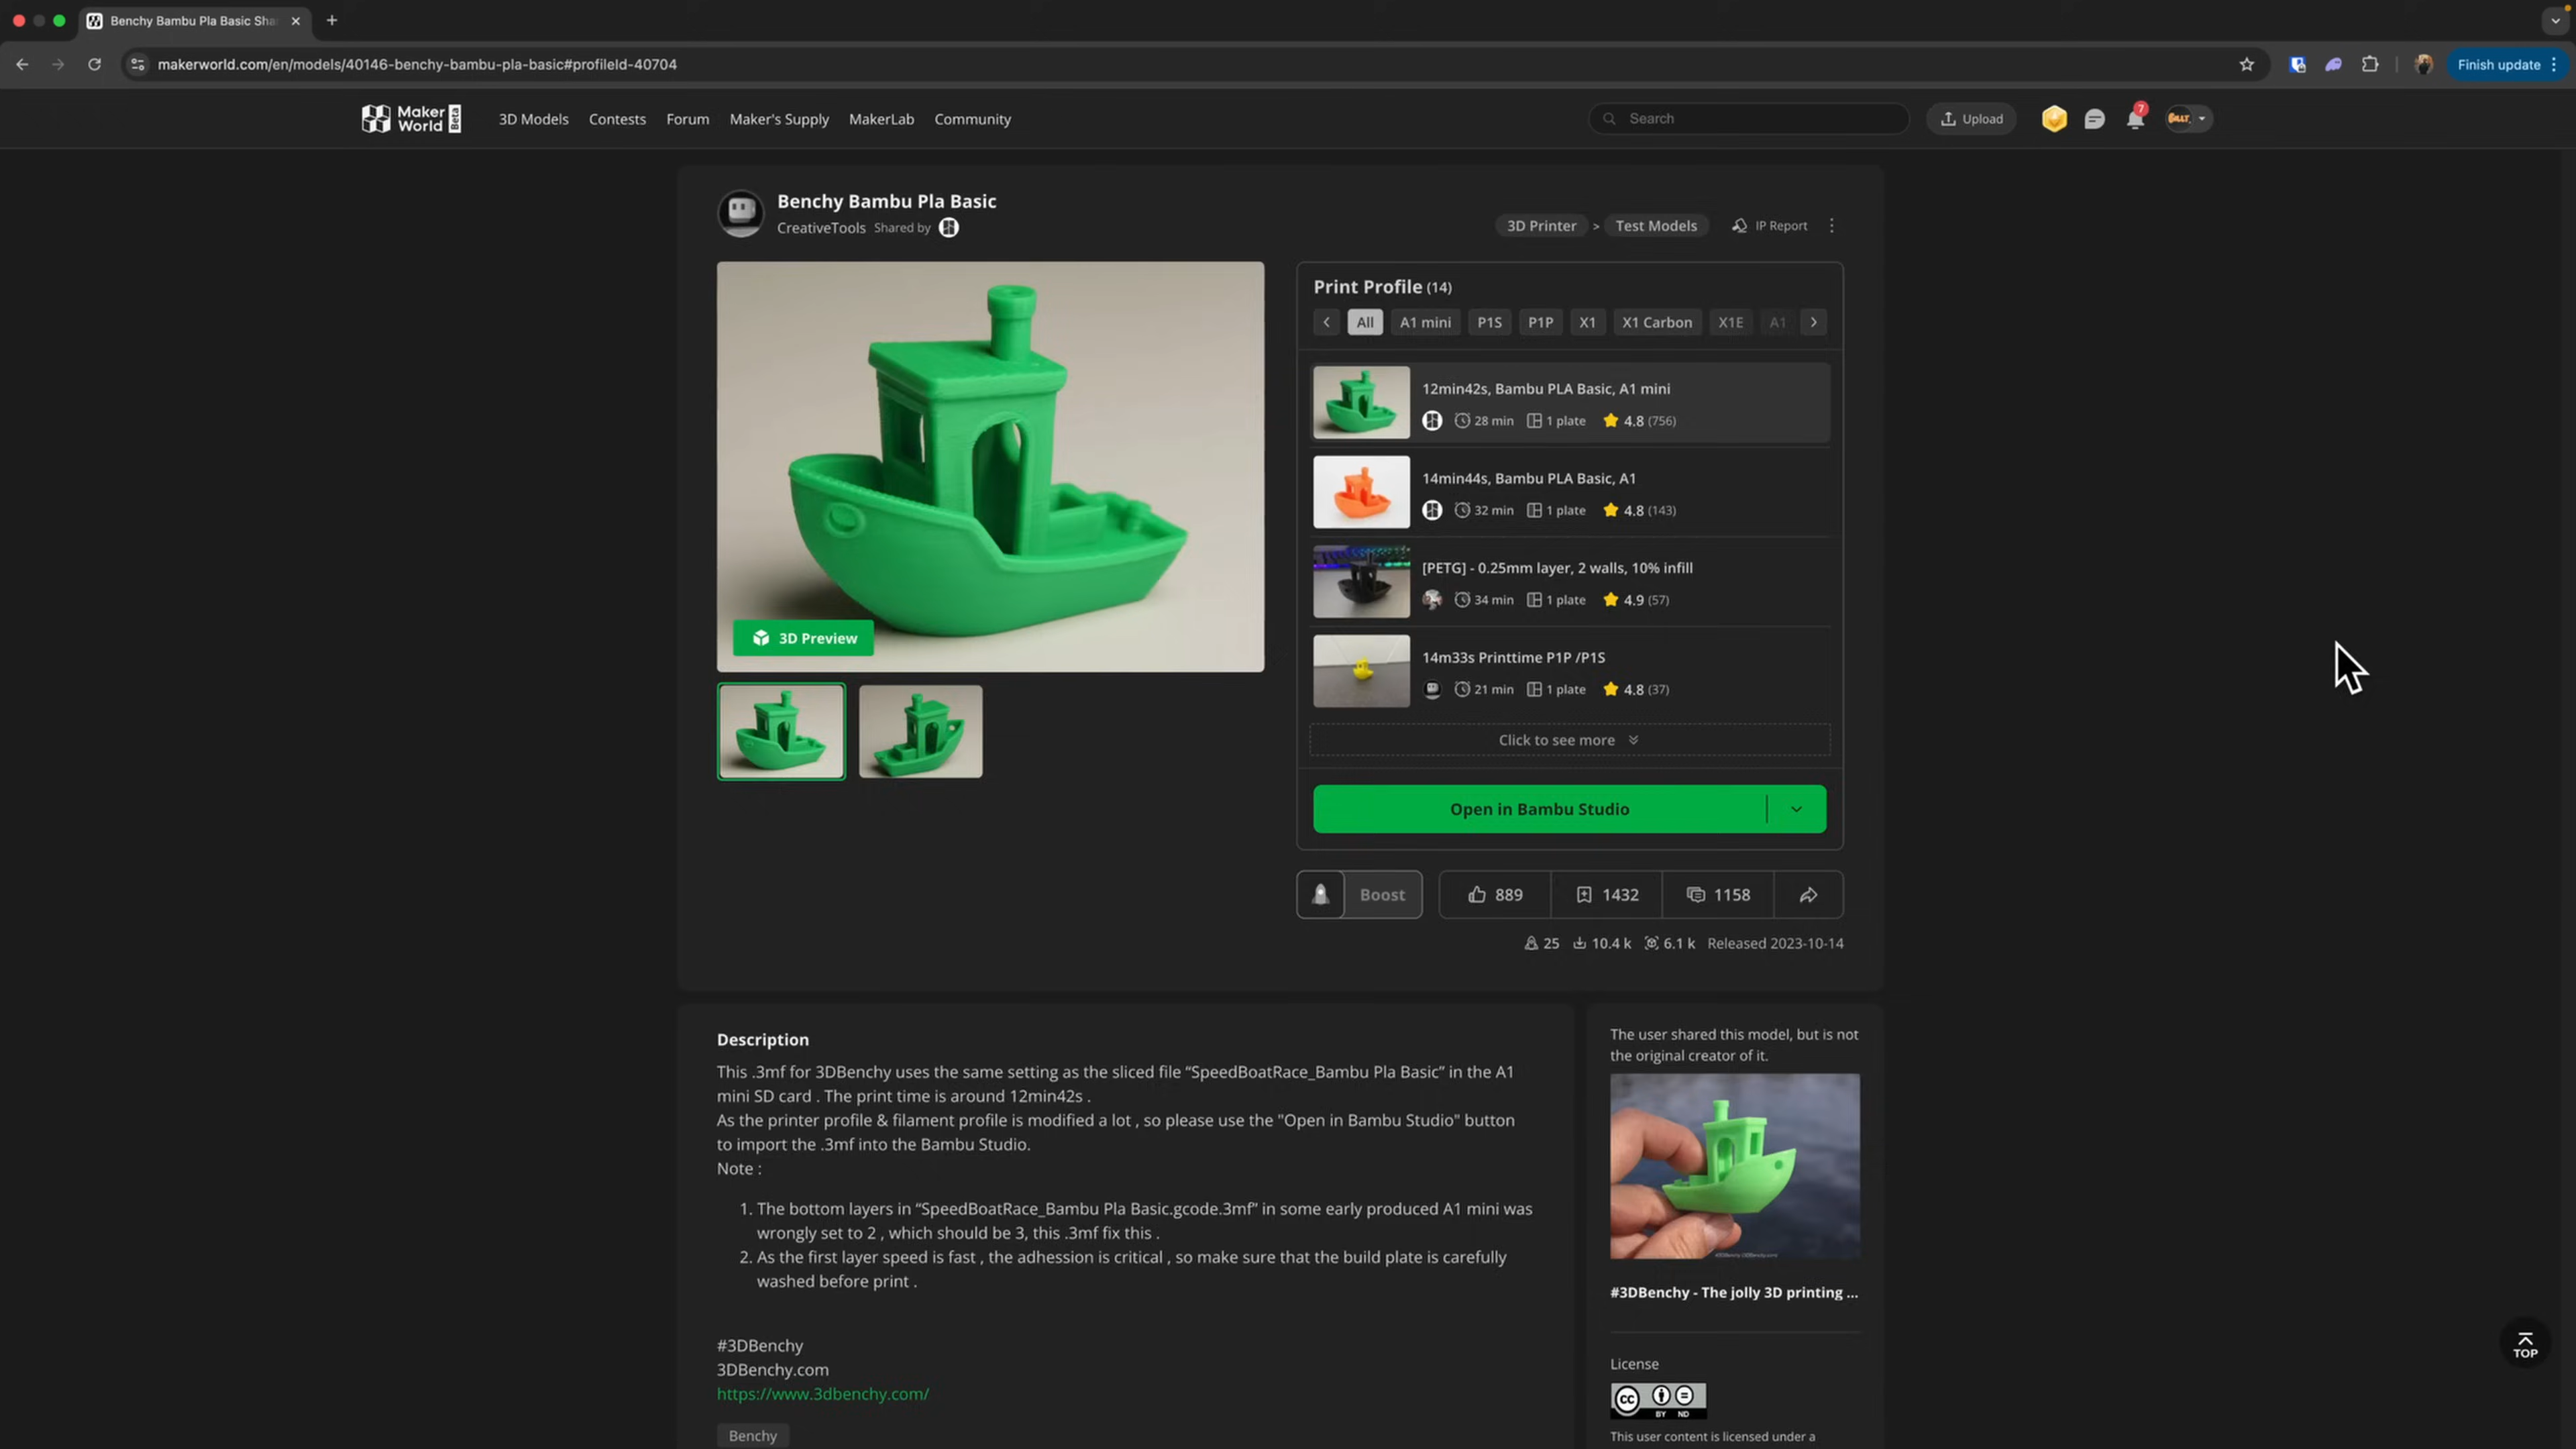 Benchy Bambu Pla Basic Sha
makerworld.com/en/models/40146-benchy-bambu-pla-basic#profileId-40704
Finish update
Maker World Beta
3D Models
Contests
Forum
Maker's Supply
MakerLab
Community
Search
Upload
7
Benchy Bambu Pla Basic
CreativeTools Shared by
3D Printer > Test Models
IP Report
3D Preview
Print Profile (14)
All
A1 mini
P1S
P1P
X1
X1 Carbon
X1E
A1
12min42s, Bambu PLA Basic, A1 mini
28 min 1 plate 4.8 (756)
14min44s, Bambu PLA Basic, A1
32 min 1 plate 4.8 (143)
[PETG] - 0.25mm layer, 2 walls, 10% infill
34 min 1 plate 4.9 (57)
14m33s Printtime P1P /P1S
21 min 1 plate 4.8 (37)
Click to see more
Open in Bambu Studio
Boost
889
1432
1158
25 10.4 k 6.1 k Released 2023-10-14
Description
This .3mf for 3DBenchy uses the same setting as the sliced file “SpeedBoatRace_Bambu Pla Basic” in the A1
mini SD card . The print time is around 12min42s .
As the printer profile & filament profile is modified a lot , so please use the "Open in Bambu Studio" button
to import the .3mf into the Bambu Studio.
Note :
1. The bottom layers in “SpeedBoatRace_Bambu Pla Basic.gcode.3mf” in some early produced A1 mini was
wrongly set to 2 , which should be 3, this .3mf fix this .
2. As the first layer speed is fast , the adhession is critical , so make sure that the build plate is carefully
washed before print .
#3DBenchy
3DBenchy.com
https://www.3dbenchy.com/
Benchy
The user shared this model, but is not
the original creator of it.
#3DBenchy - The jolly 3D printing ...
License
CC BY ND
This user content is licensed under a
TOP